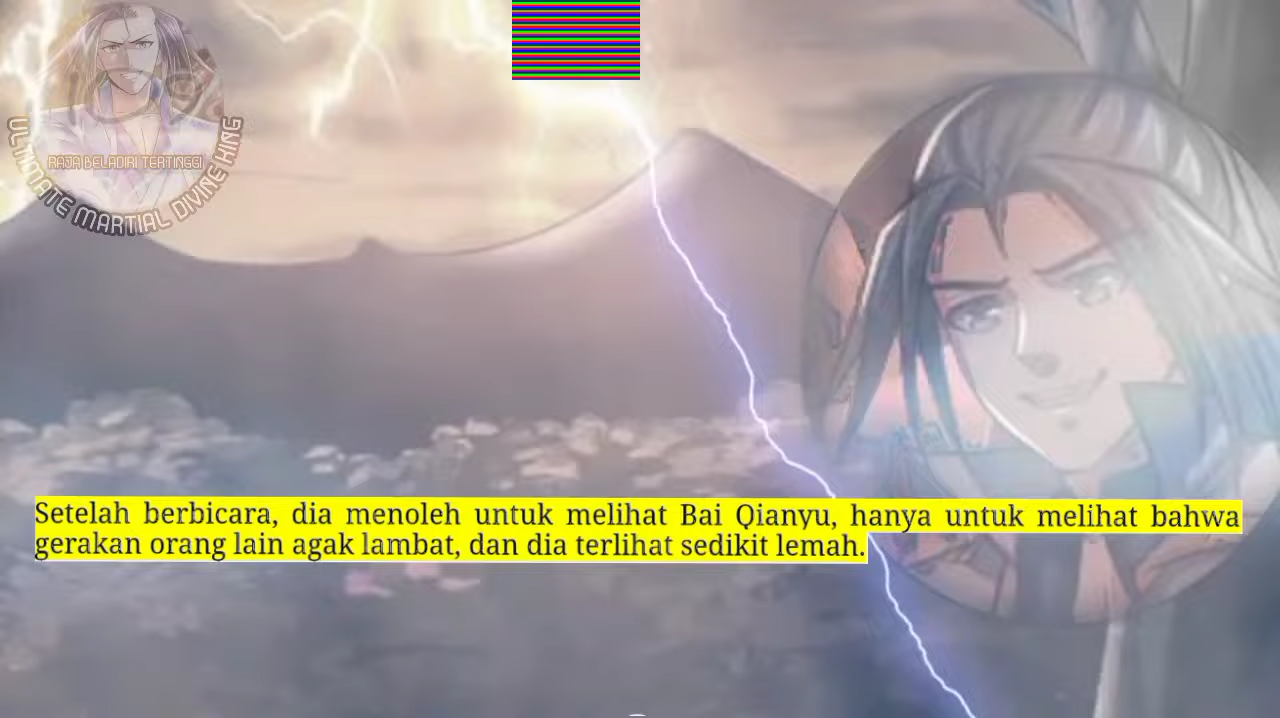 RAJA BELADIRI TERTINGGI
ULTIMATE MARTIAL DIVINE KING
Setelah berbicara, dia menoleh untuk melihat Bai Qianyu, hanya untuk melihat bahwa
gerakan orang lain agak lambat, dan dia terlihat sedikit lemah.